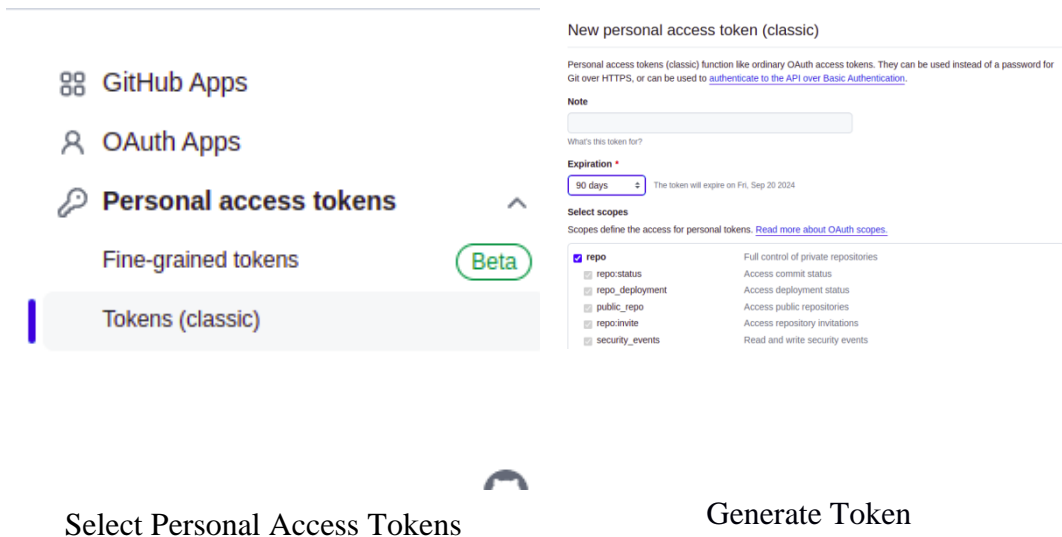 GitHub Apps
OAuth Apps
Personal access tokens
Fine-grained tokens Beta
Tokens (classic)
Select Personal Access Tokens
New personal access token (classic)
Personal access tokens (classic) function like ordinary OAuth access tokens. They can be used instead of a password for
Git over HTTPS, or can be used to authenticate to the API over Basic Authentication.
Note
What's this token for?
Expiration *
90 days The token will expire on Fri, Sep 20 2024
Select scopes
Scopes define the access for personal tokens. Read more about OAuth scopes.
repo Full control of private repositories
repo:status Access commit status
repo_deployment Access deployment status
public_repo Access public repositories
repo:invite Access repository invitations
security_events Read and write security events
Generate Token